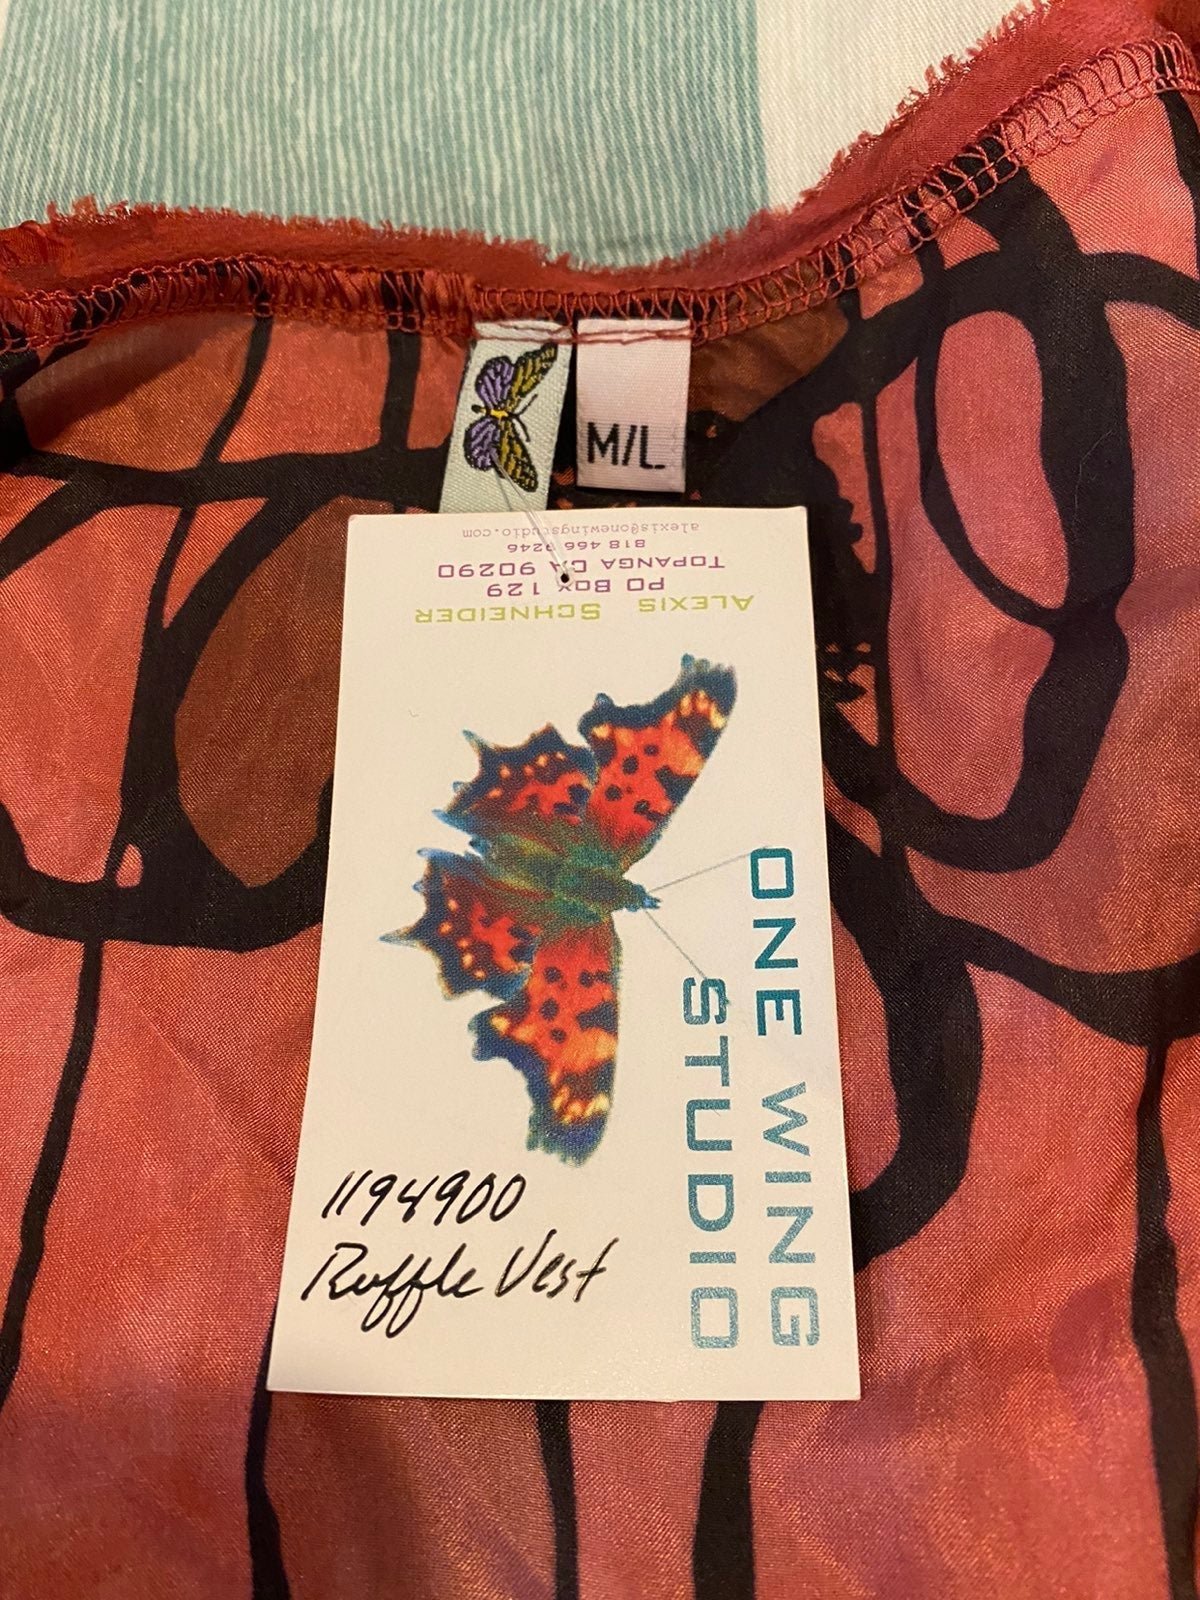 M/L
alexis@onewingstudio.com
818 466 9246
TOPANGA CA 90290
PO Box 129
ALEXIS SCHNEIDER
ONE WING
STUDIO
1194900
Ruffle Vest